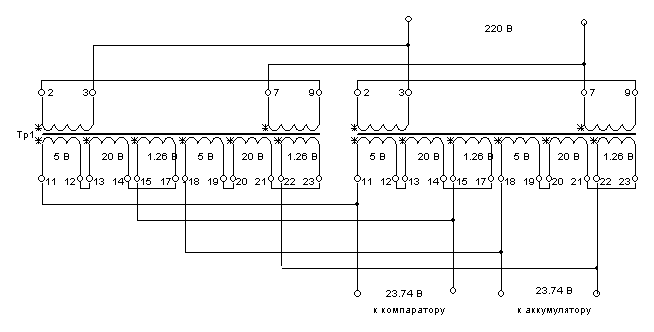 220 В
2 3 7 9 2 3 7 9
Тр1
5 В 20 В 1.26 В 5 В 20 В 1.26 В 5 В 20 В 1.26 В 5 В 20 В 1.26 В
11 12 13 14 15 17 18 19 20 21 22 23 11 12 13 14 15 17 18 19 20 21 22 23
23.74 В 23.74 В
к компаратору к аккумулятору